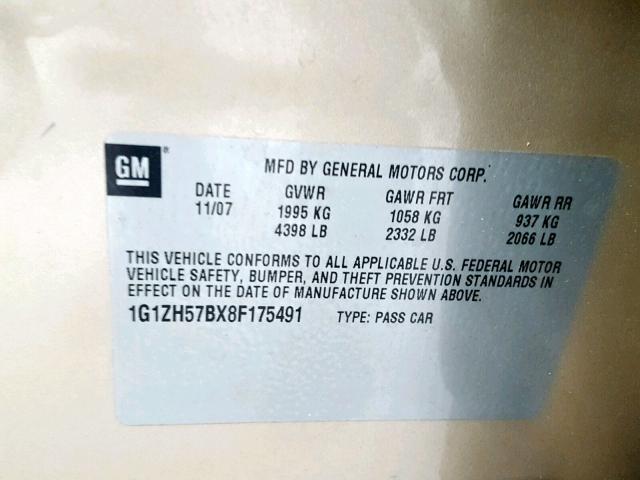 GM®
MFD BY GENERAL MOTORS CORP.
DATE GVWR GAWR FRT GAWR RR
11/07 1995 KG 1058 KG 937 KG
4398 LB 2332 LB 2066 LB
THIS VEHICLE CONFORMS TO ALL APPLICABLE U.S. FEDERAL MOTOR
VEHICLE SAFETY, BUMPER, AND THEFT PREVENTION STANDARDS IN
EFFECT ON THE DATE OF MANUFACTURE SHOWN ABOVE.
1G1ZH57BX8F175491 TYPE: PASS CAR